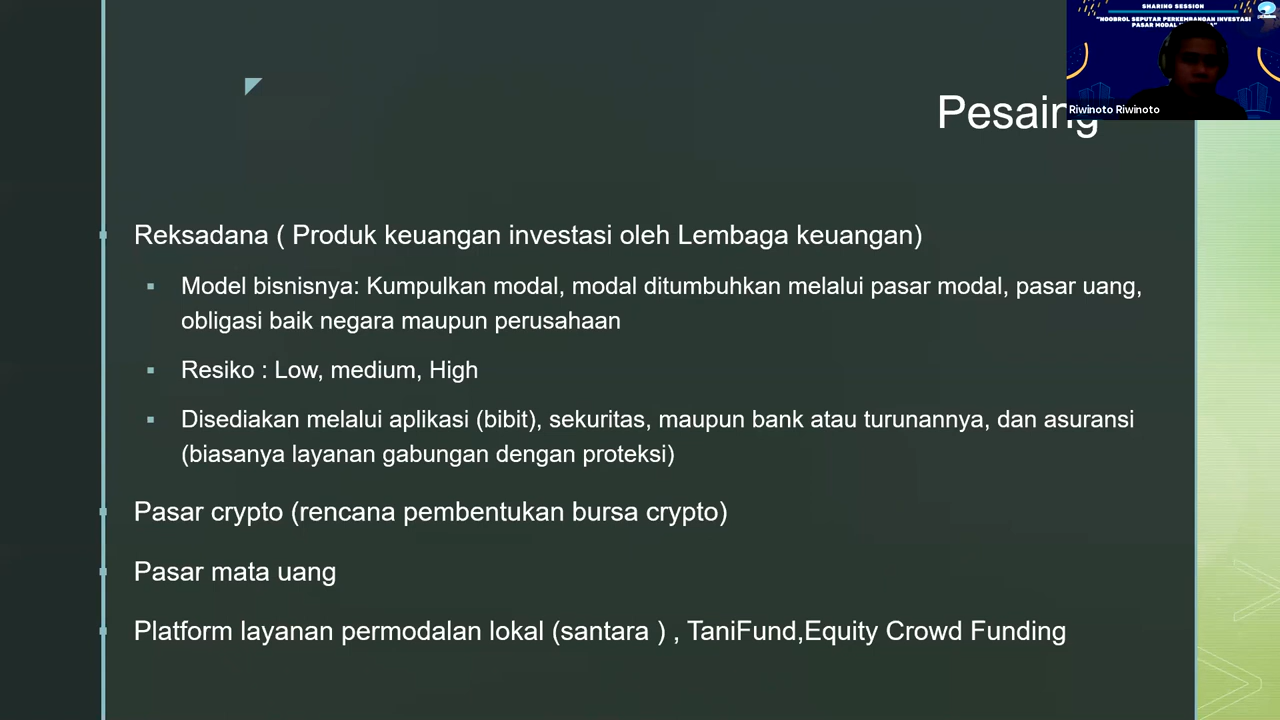 SHARING SESSION
"NGOBROL SEPUTAR PERKEMBANGAN INVESTASI
PASAR MODAL
Riwinoto Riwinoto
Pesaing
Reksadana ( Produk keuangan investasi oleh Lembaga keuangan)
Model bisnisnya: Kumpulkan modal, modal ditumbuhkan melalui pasar modal, pasar uang,
obligasi baik negara maupun perusahaan
Resiko : Low, medium, High
Disediakan melalui aplikasi (bibit), sekuritas, maupun bank atau turunannya, dan asuransi
(biasanya layanan gabungan dengan proteksi)
Pasar crypto (rencana pembentukan bursa crypto)
Pasar mata uang
Platform layanan permodalan lokal (santara ) , TaniFund,Equity Crowd Funding